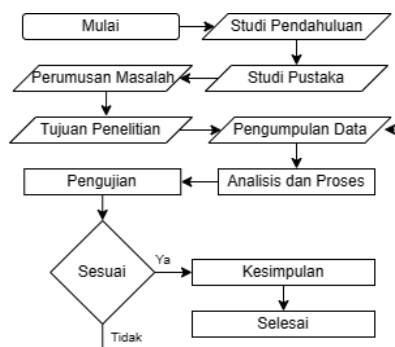 Mulai
Studi Pendahuluan
Studi Pustaka
Perumusan Masalah
Tujuan Penelitian
Pengumpulan Data
Analisis dan Proses
Pengujian
Sesuai
Ya
Kesimpulan
Selesai
Tidak